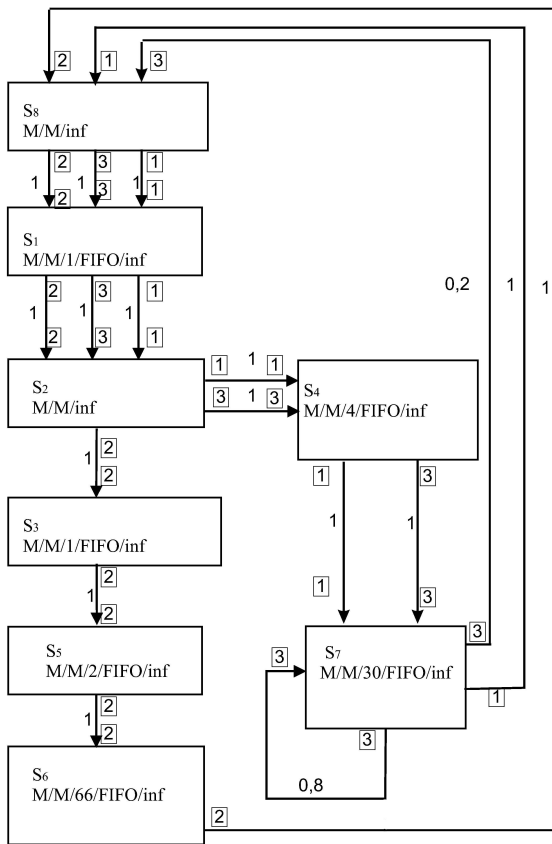 2 1 3
S8
M/M/inf
2 3 1
1 1 1
2 3 1
S1
M/M/1/FIFO/inf
2 3 1
1 1 1
2 3 1
0,2 1 1
S2
M/M/inf
1 1 1
3 1 3
S4
M/M/4/FIFO/inf
2
1
2
1 3
1 1
1 3
S3
M/M/1/FIFO/inf
2
1
2
S5
M/M/2/FIFO/inf
3
S7
M/M/30/FIFO/inf
3
1
3
0,8
2
1
2
S6
M/M/66/FIFO/inf
2